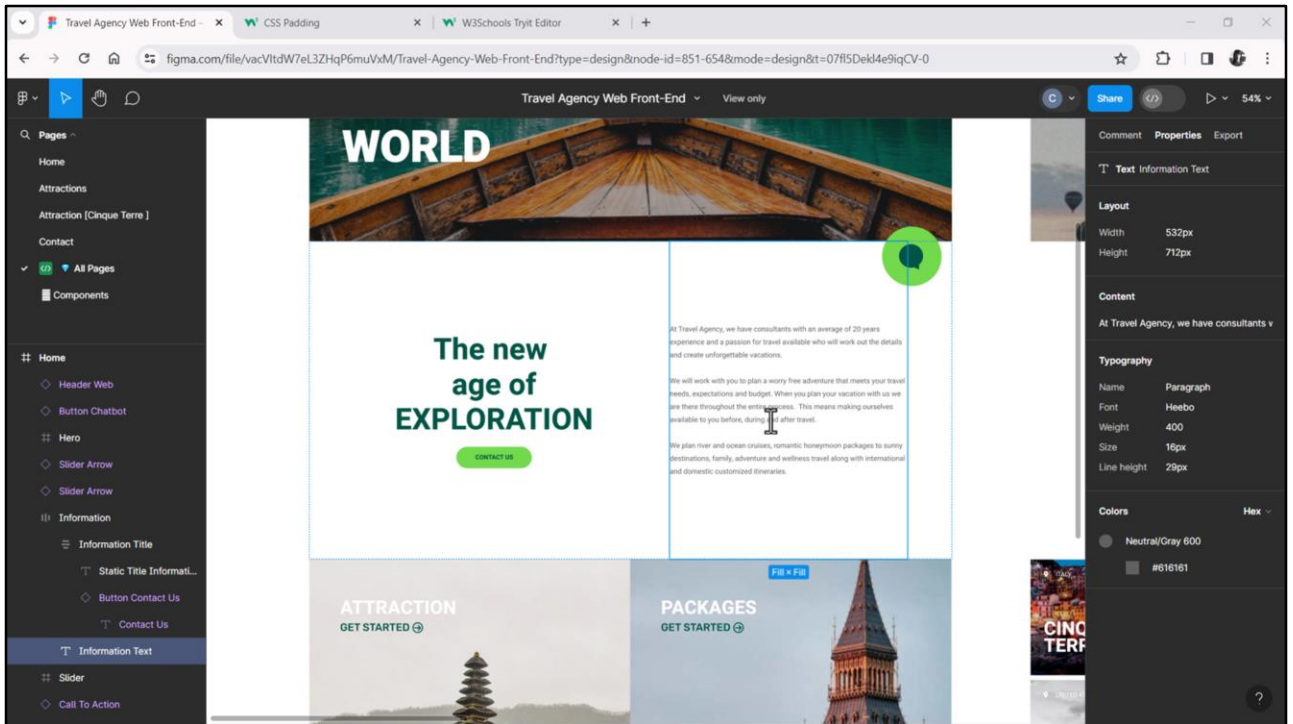 Travel Agency Web Front-End –
CSS Padding
W3Schools Tryit Editor
figma.com/file/vacVItdW7eL3ZHqP6muVxM/Travel-Agency-Web-Front-End?type=design&node-id=851-654&mode=design&t=07fl5Dekl4e9iqCV-0
Travel Agency Web Front-End
View only
C
Share
54%
Pages
Home
Attractions
Attraction [Cinque Terre ]
Contact
All Pages
Components
Home
Header Web
Button Chatbot
Hero
Slider Arrow
Slider Arrow
Information
Information Title
Static Title Informati...
Button Contact Us
Contact Us
Information Text
Slider
Call To Action
WORLD
The new
age of
EXPLORATION
CONTACT US
At Travel Agency, we have consultants with an average of 20 years
experience and a passion for travel available who will work out the details
and create unforgettable vacations.
We will work with you to plan a worry free adventure that meets your travel
needs, expectations and budget. When you plan your vacation with us we
are there throughout the entire process. This means making ourselves
available to you before, during and after travel.
We plan river and ocean cruises, romantic honeymoon packages to sunny
destinations, family, adventure and wellness travel along with international
and domestic customized itineraries.
Fill × Fill
ATTRACTION
GET STARTED
PACKAGES
GET STARTED
ITALY
CINQ
TERR
Comment Properties Export
Text Information Text
Layout
Width 532px
Height 712px
Content
At Travel Agency, we have consultants v
Typography
Name Paragraph
Font Heebo
Weight 400
Size 16px
Line height 29px
Colors
Hex
Neutral/Gray 600
#616161
?